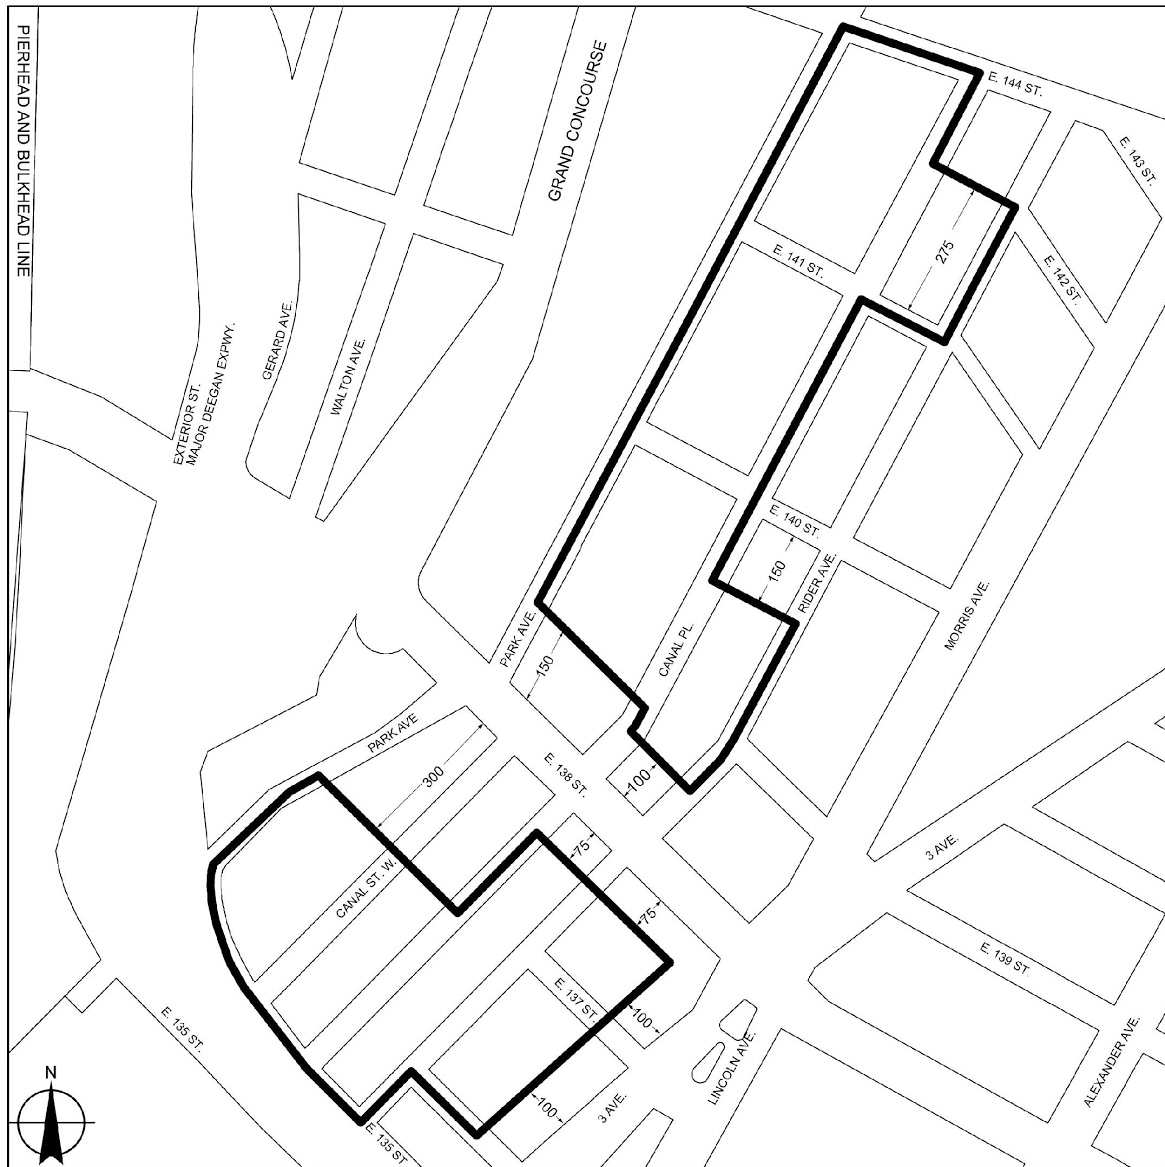 PIERHEAD AND BULKHEAD LINE
GRAND CONCOURSE
E. 144 ST.
E. 143 ST.
275
E. 141 ST.
E. 142 ST.
GERARD AVE.
WALTON AVE.
EXTERIOR ST.
MAJOR DEEGAN EXPWY.
E. 140 ST.
150
RIDER AVE.
MORRIS AVE.
PARK AVE.
150
CANAL PL.
PARK AVE
300
E. 138 ST.
100
75
3 AVE.
CANAL ST. W.
75
E. 139 ST.
E. 137 ST.
100
E. 135 ST.
LINCOLN AVE.
ALEXANDER AVE.
N
100
3 AVE.
E. 135 ST